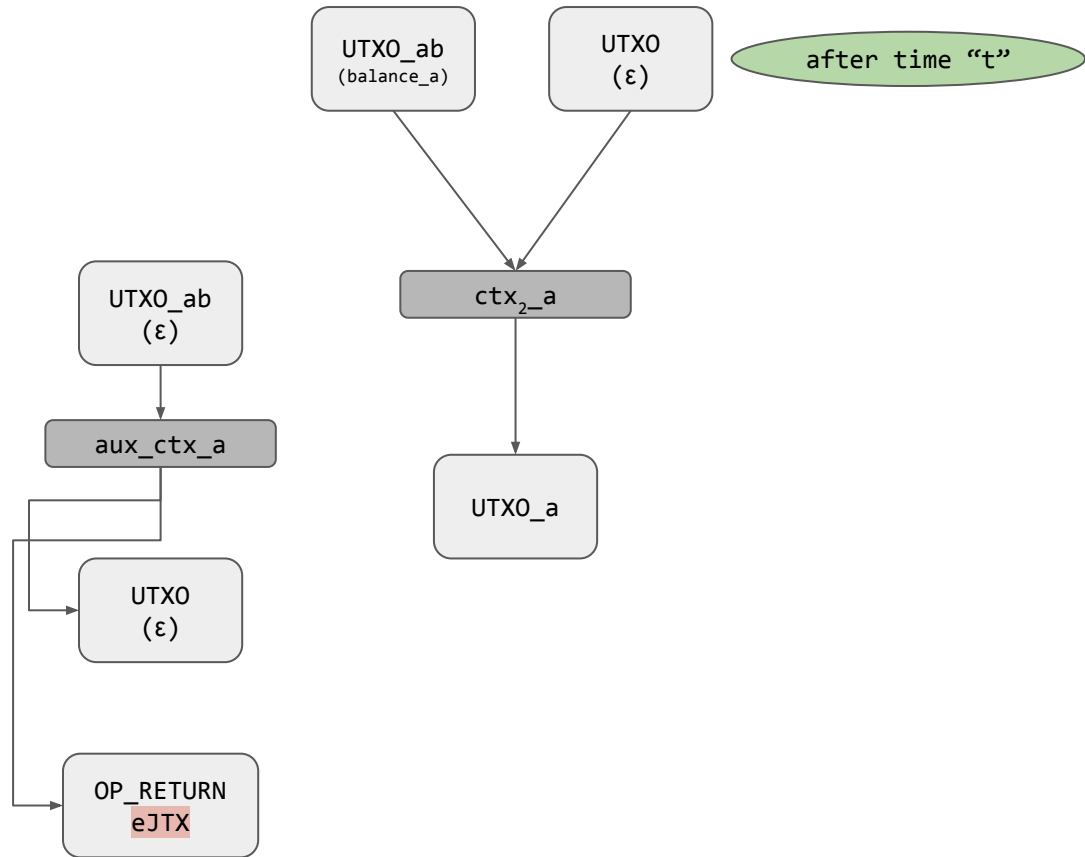 UTXO_ab
(balance_a)
UTXO
(ε)
after time “t”
ctx₂_a
UTXO_ab
(ε)
aux_ctx_a
UTXO_a
UTXO
(ε)
OP_RETURN
eJTX